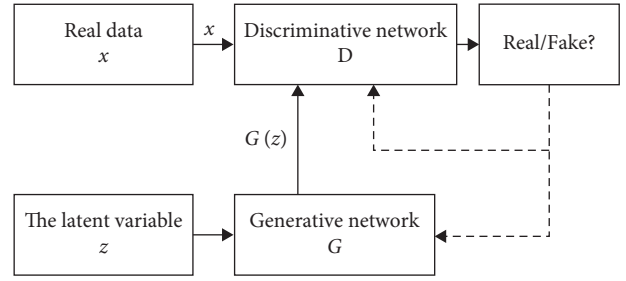 Real data
x
x
Discriminative network
D
Real/Fake?
G (z)
The latent variable
z
Generative network
G